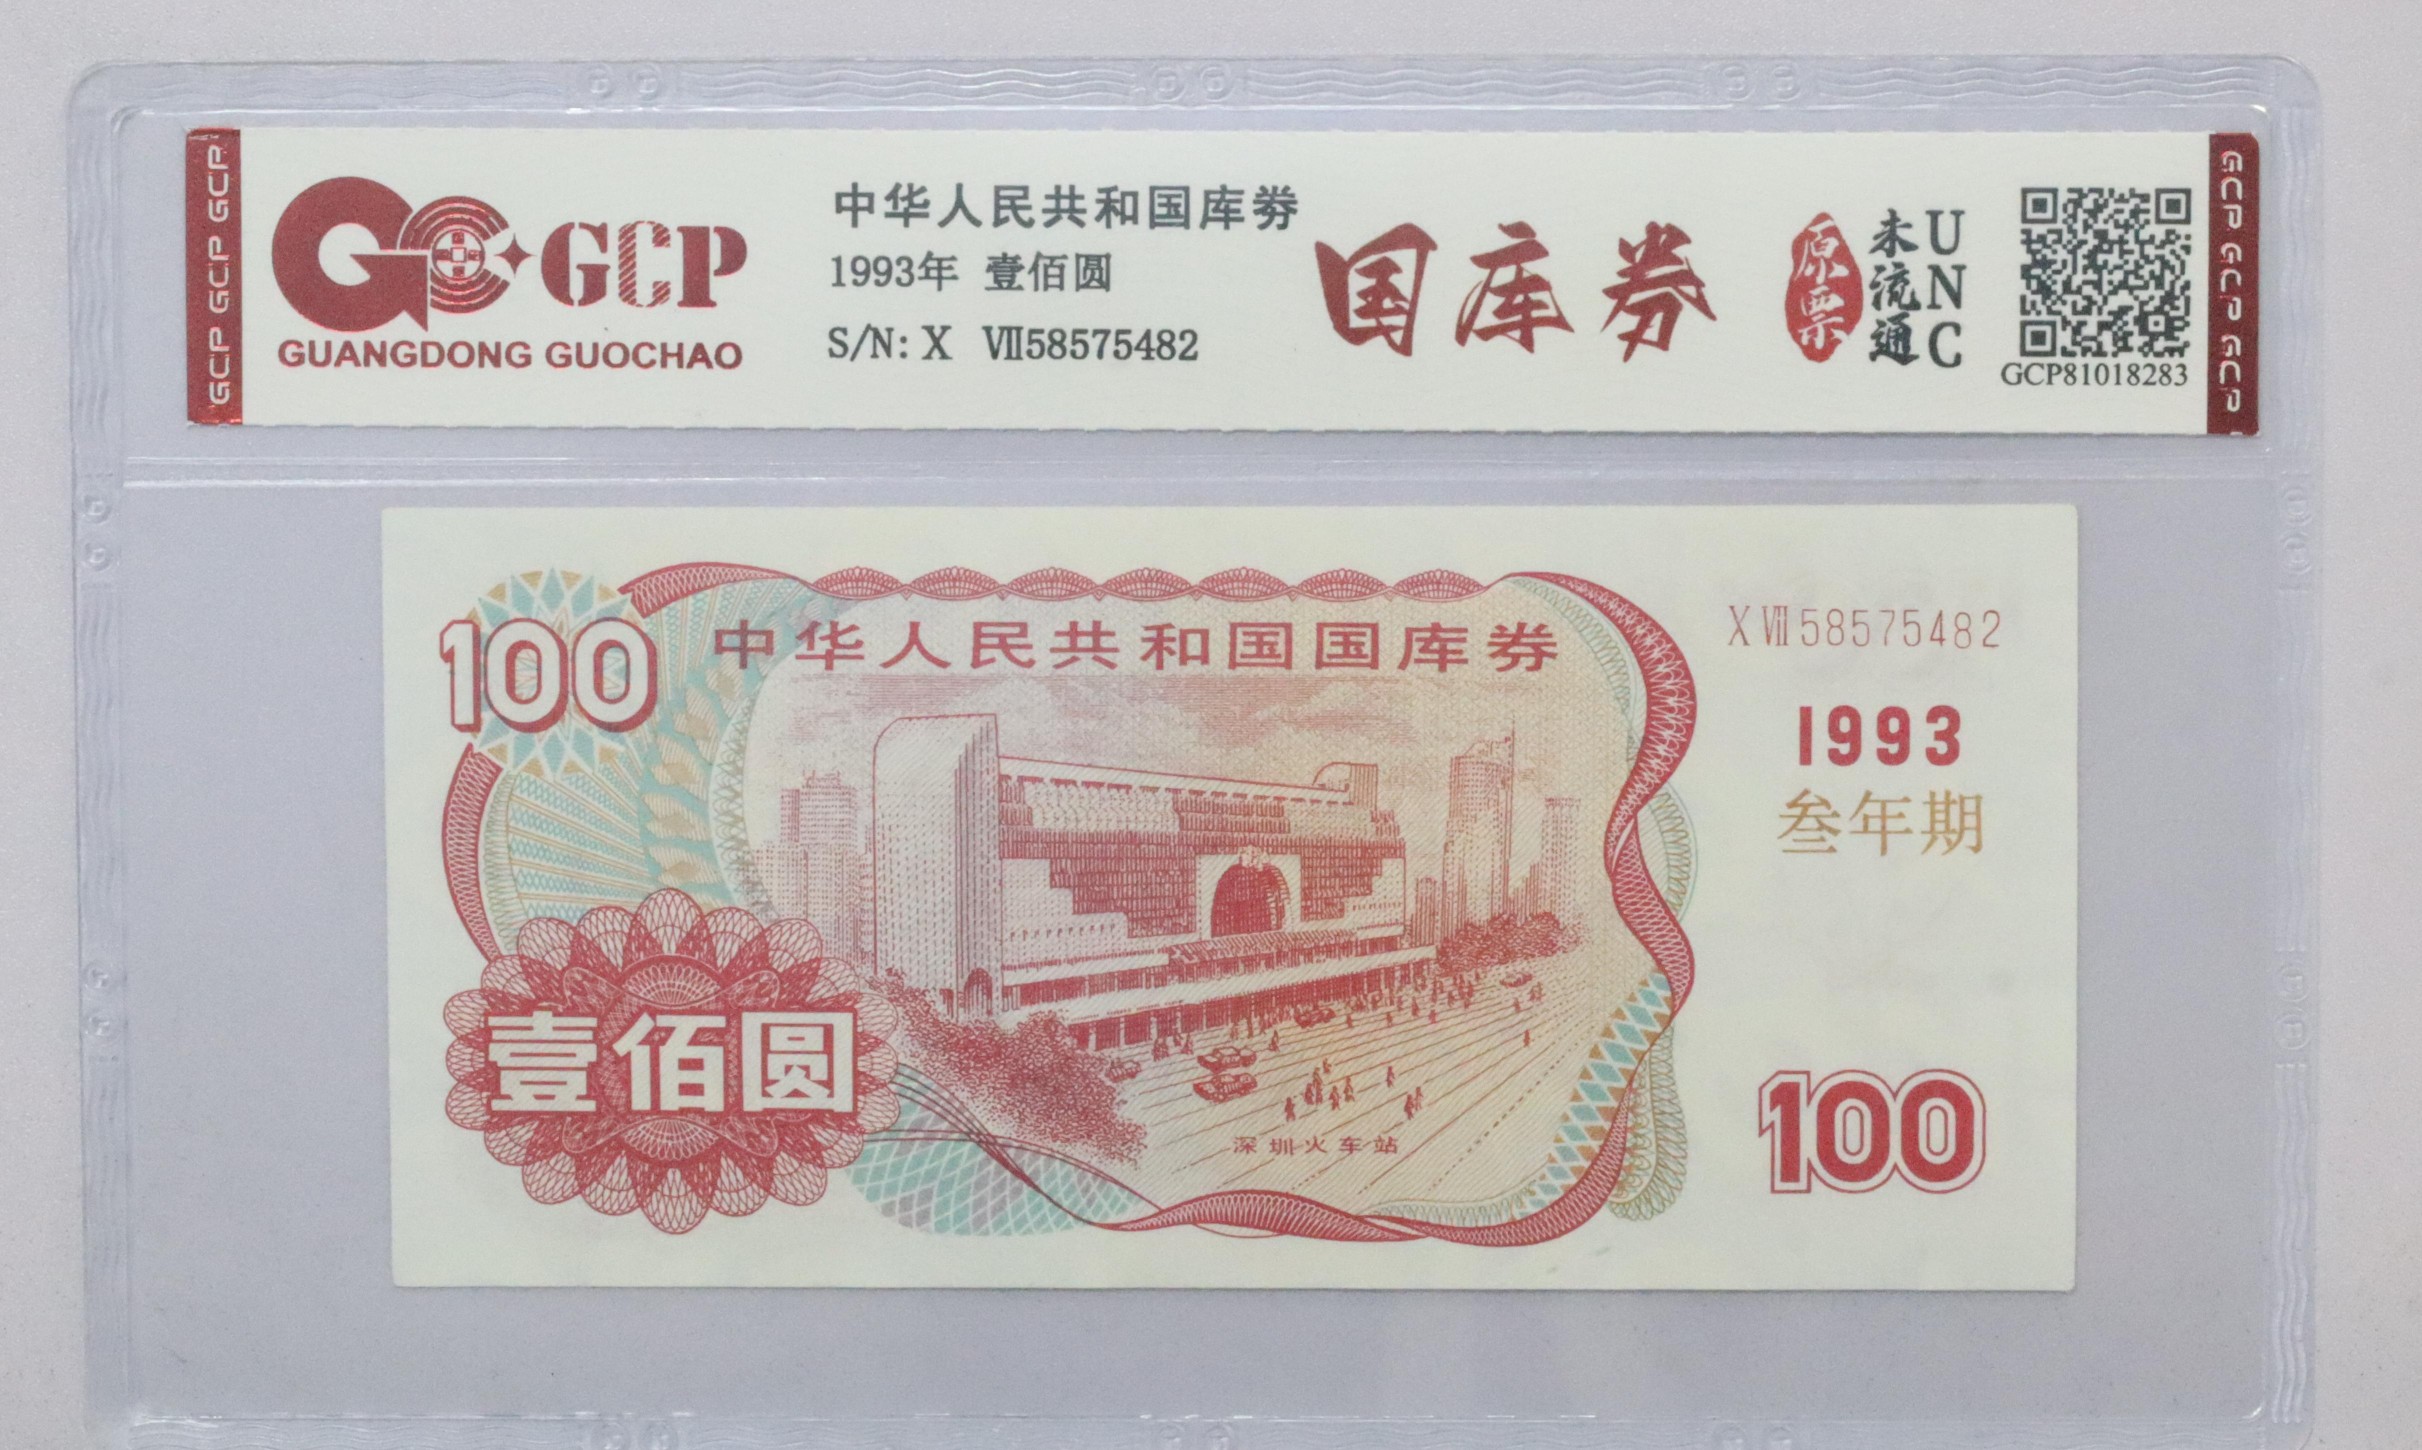 GCP GCP GCP
GCP
GUANGDONG GUOCHAO
中华人民共和国库券
1993年 壹佰圆
S/N: X Ⅶ58575482
国库券
原票
未流通
UNC
GCP81018283
GCP GCP GCP GCP
100
中华人民共和国国库券
X Ⅶ 58575482
1993
叁年期
壹佰圆
深圳火车站
100